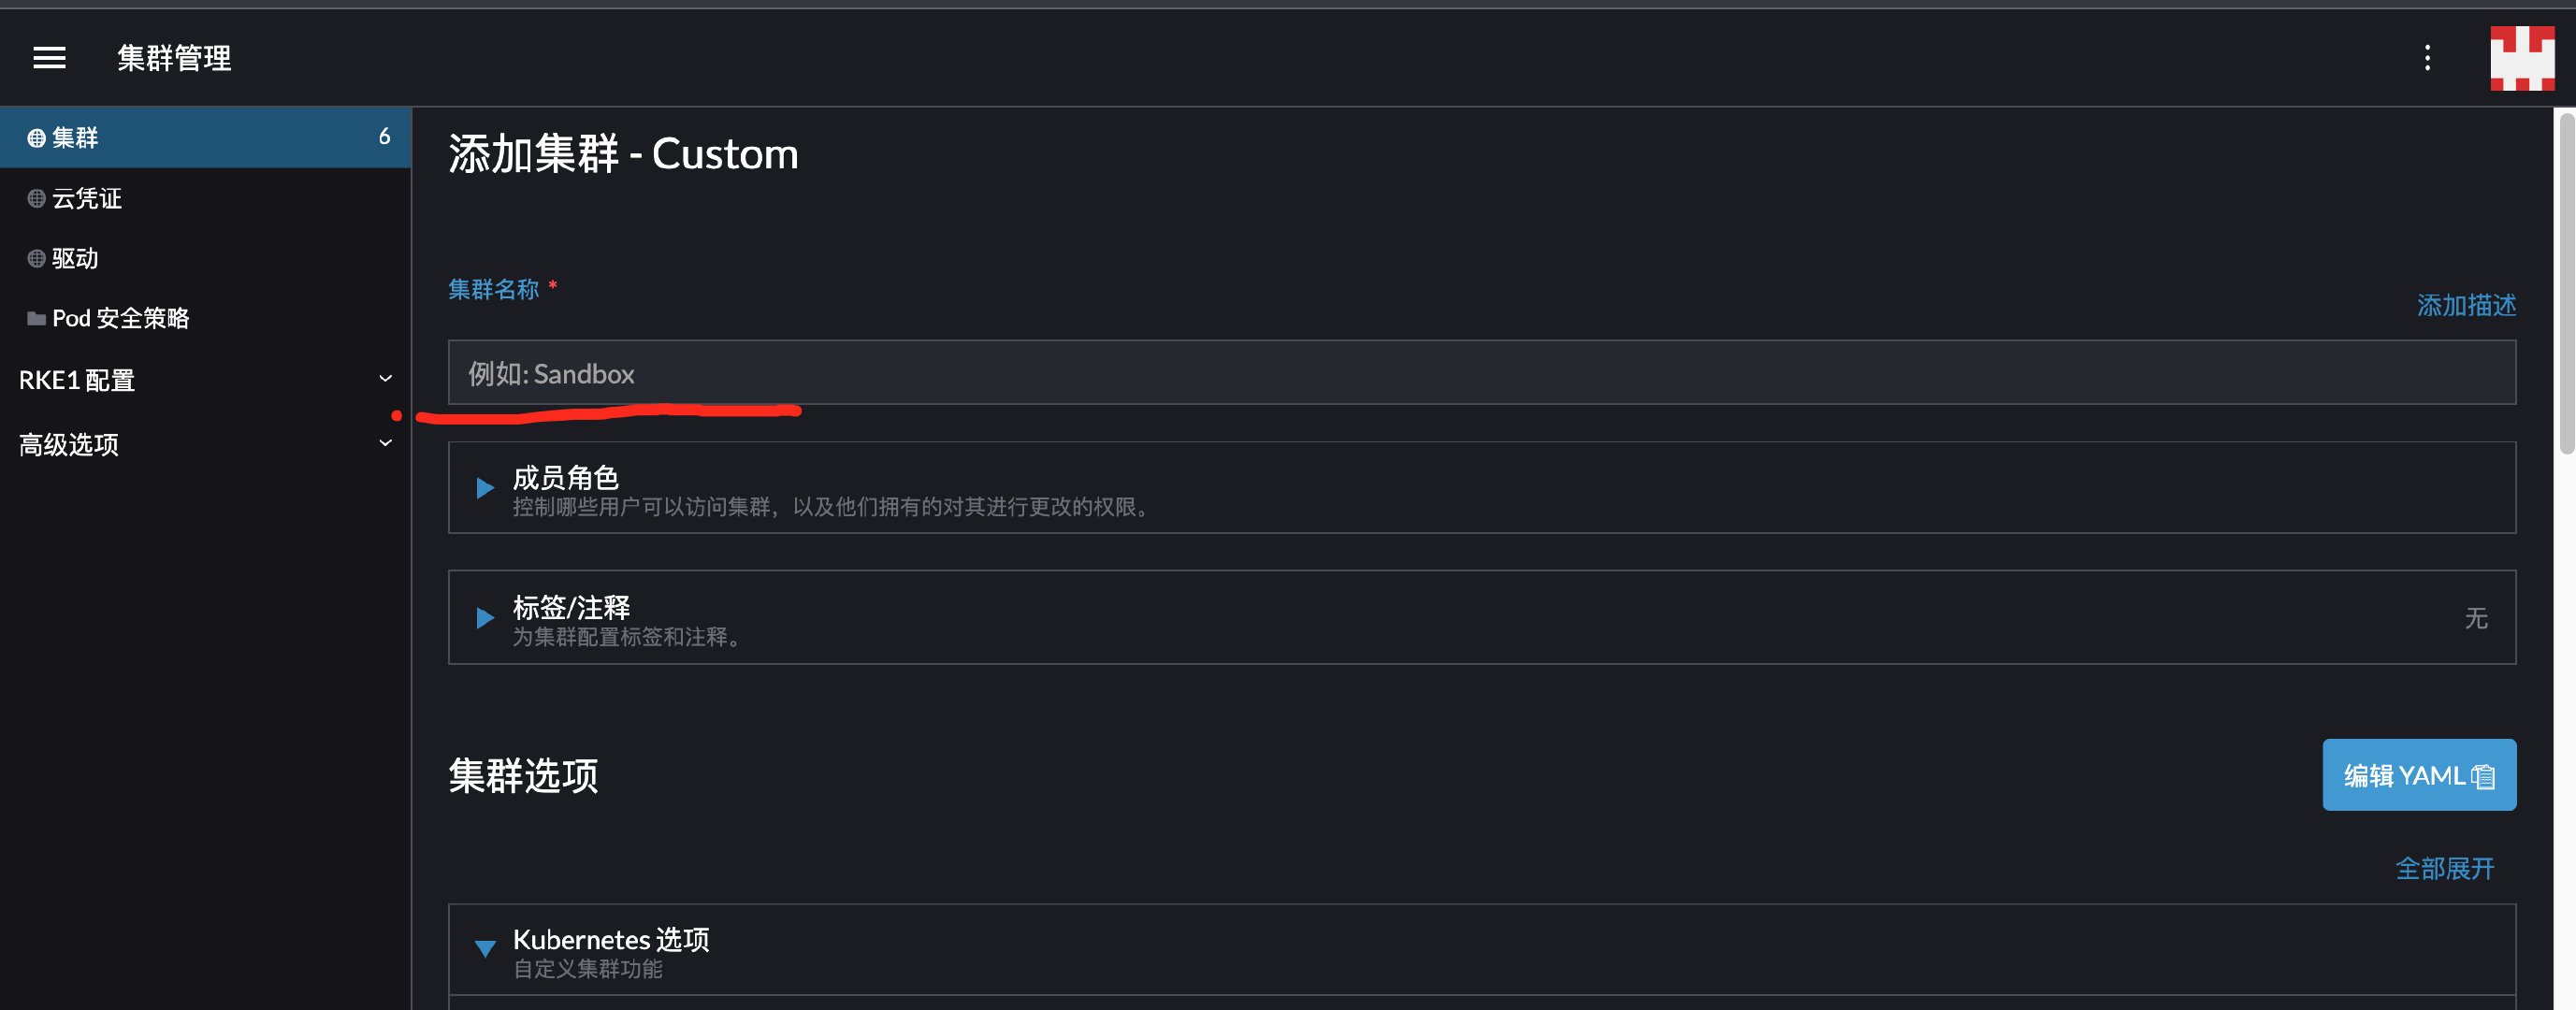 集群管理
集群 6
云凭证
驱动
Pod 安全策略
RKE1 配置
高级选项
添加集群 - Custom
集群名称 *
添加描述
例如: Sandbox
成员角色
控制哪些用户可以访问集群，以及他们拥有的对其进行更改的权限。
标签/注释
为集群配置标签和注释。
无
集群选项
编辑 YAML
全部展开
Kubernetes 选项
自定义集群功能